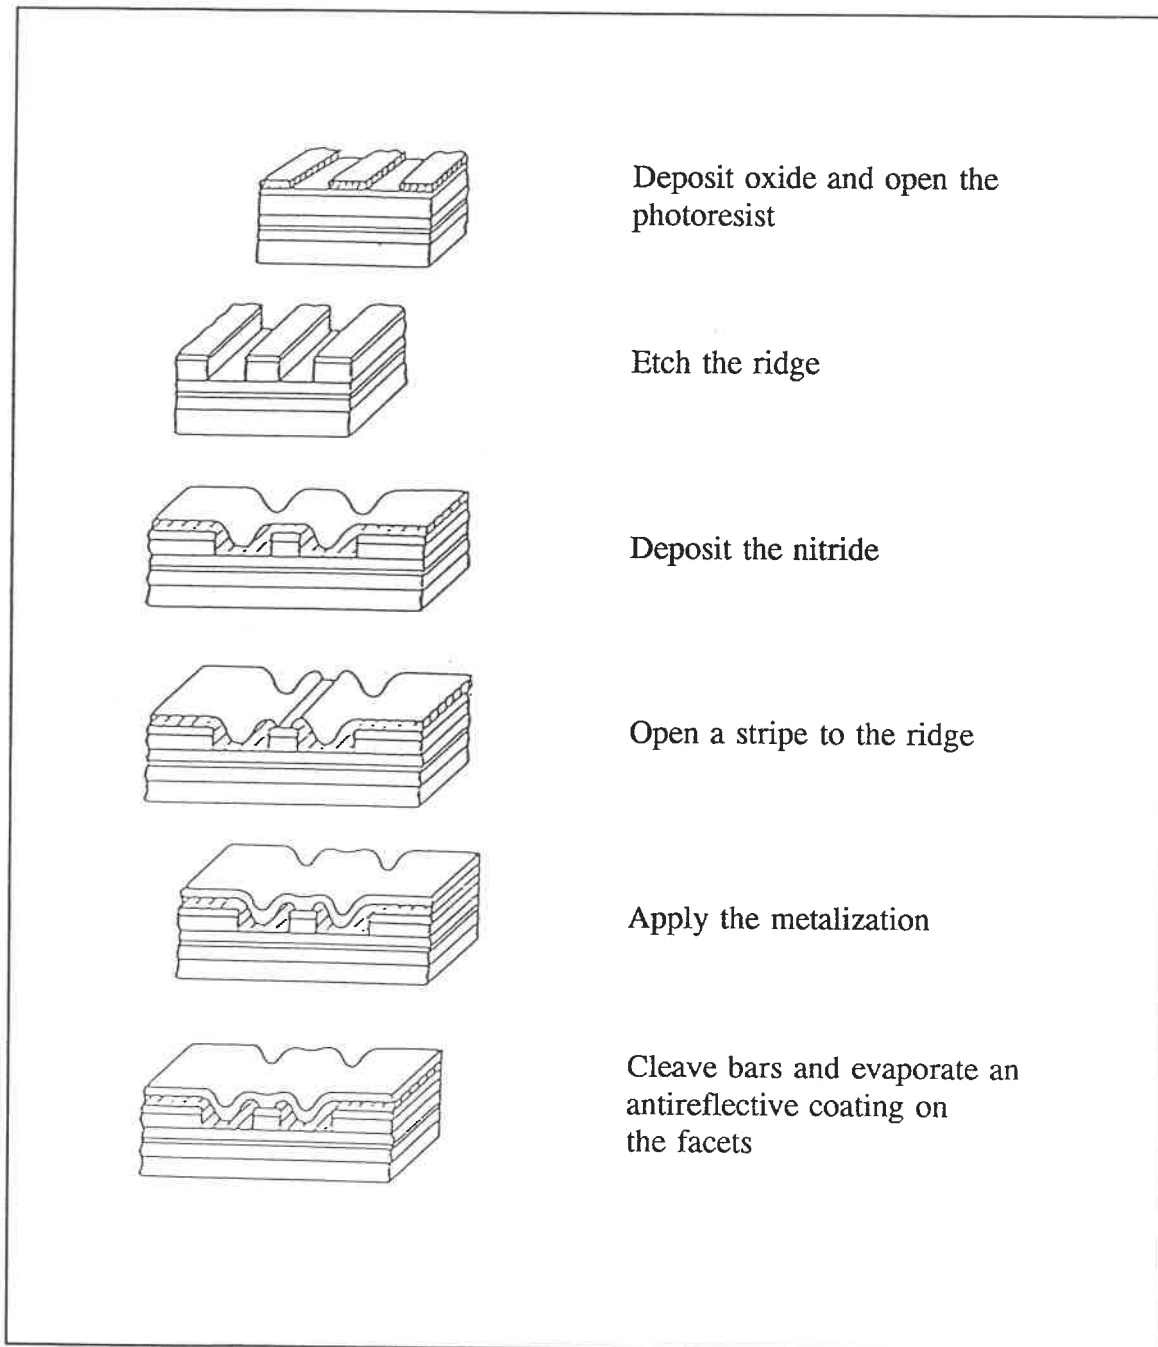 Deposit oxide and open the
photoresist
Etch the ridge
Deposit the nitride
Open a stripe to the ridge
Apply the metalization
Cleave bars and evaporate an
antireflective coating on
the facets